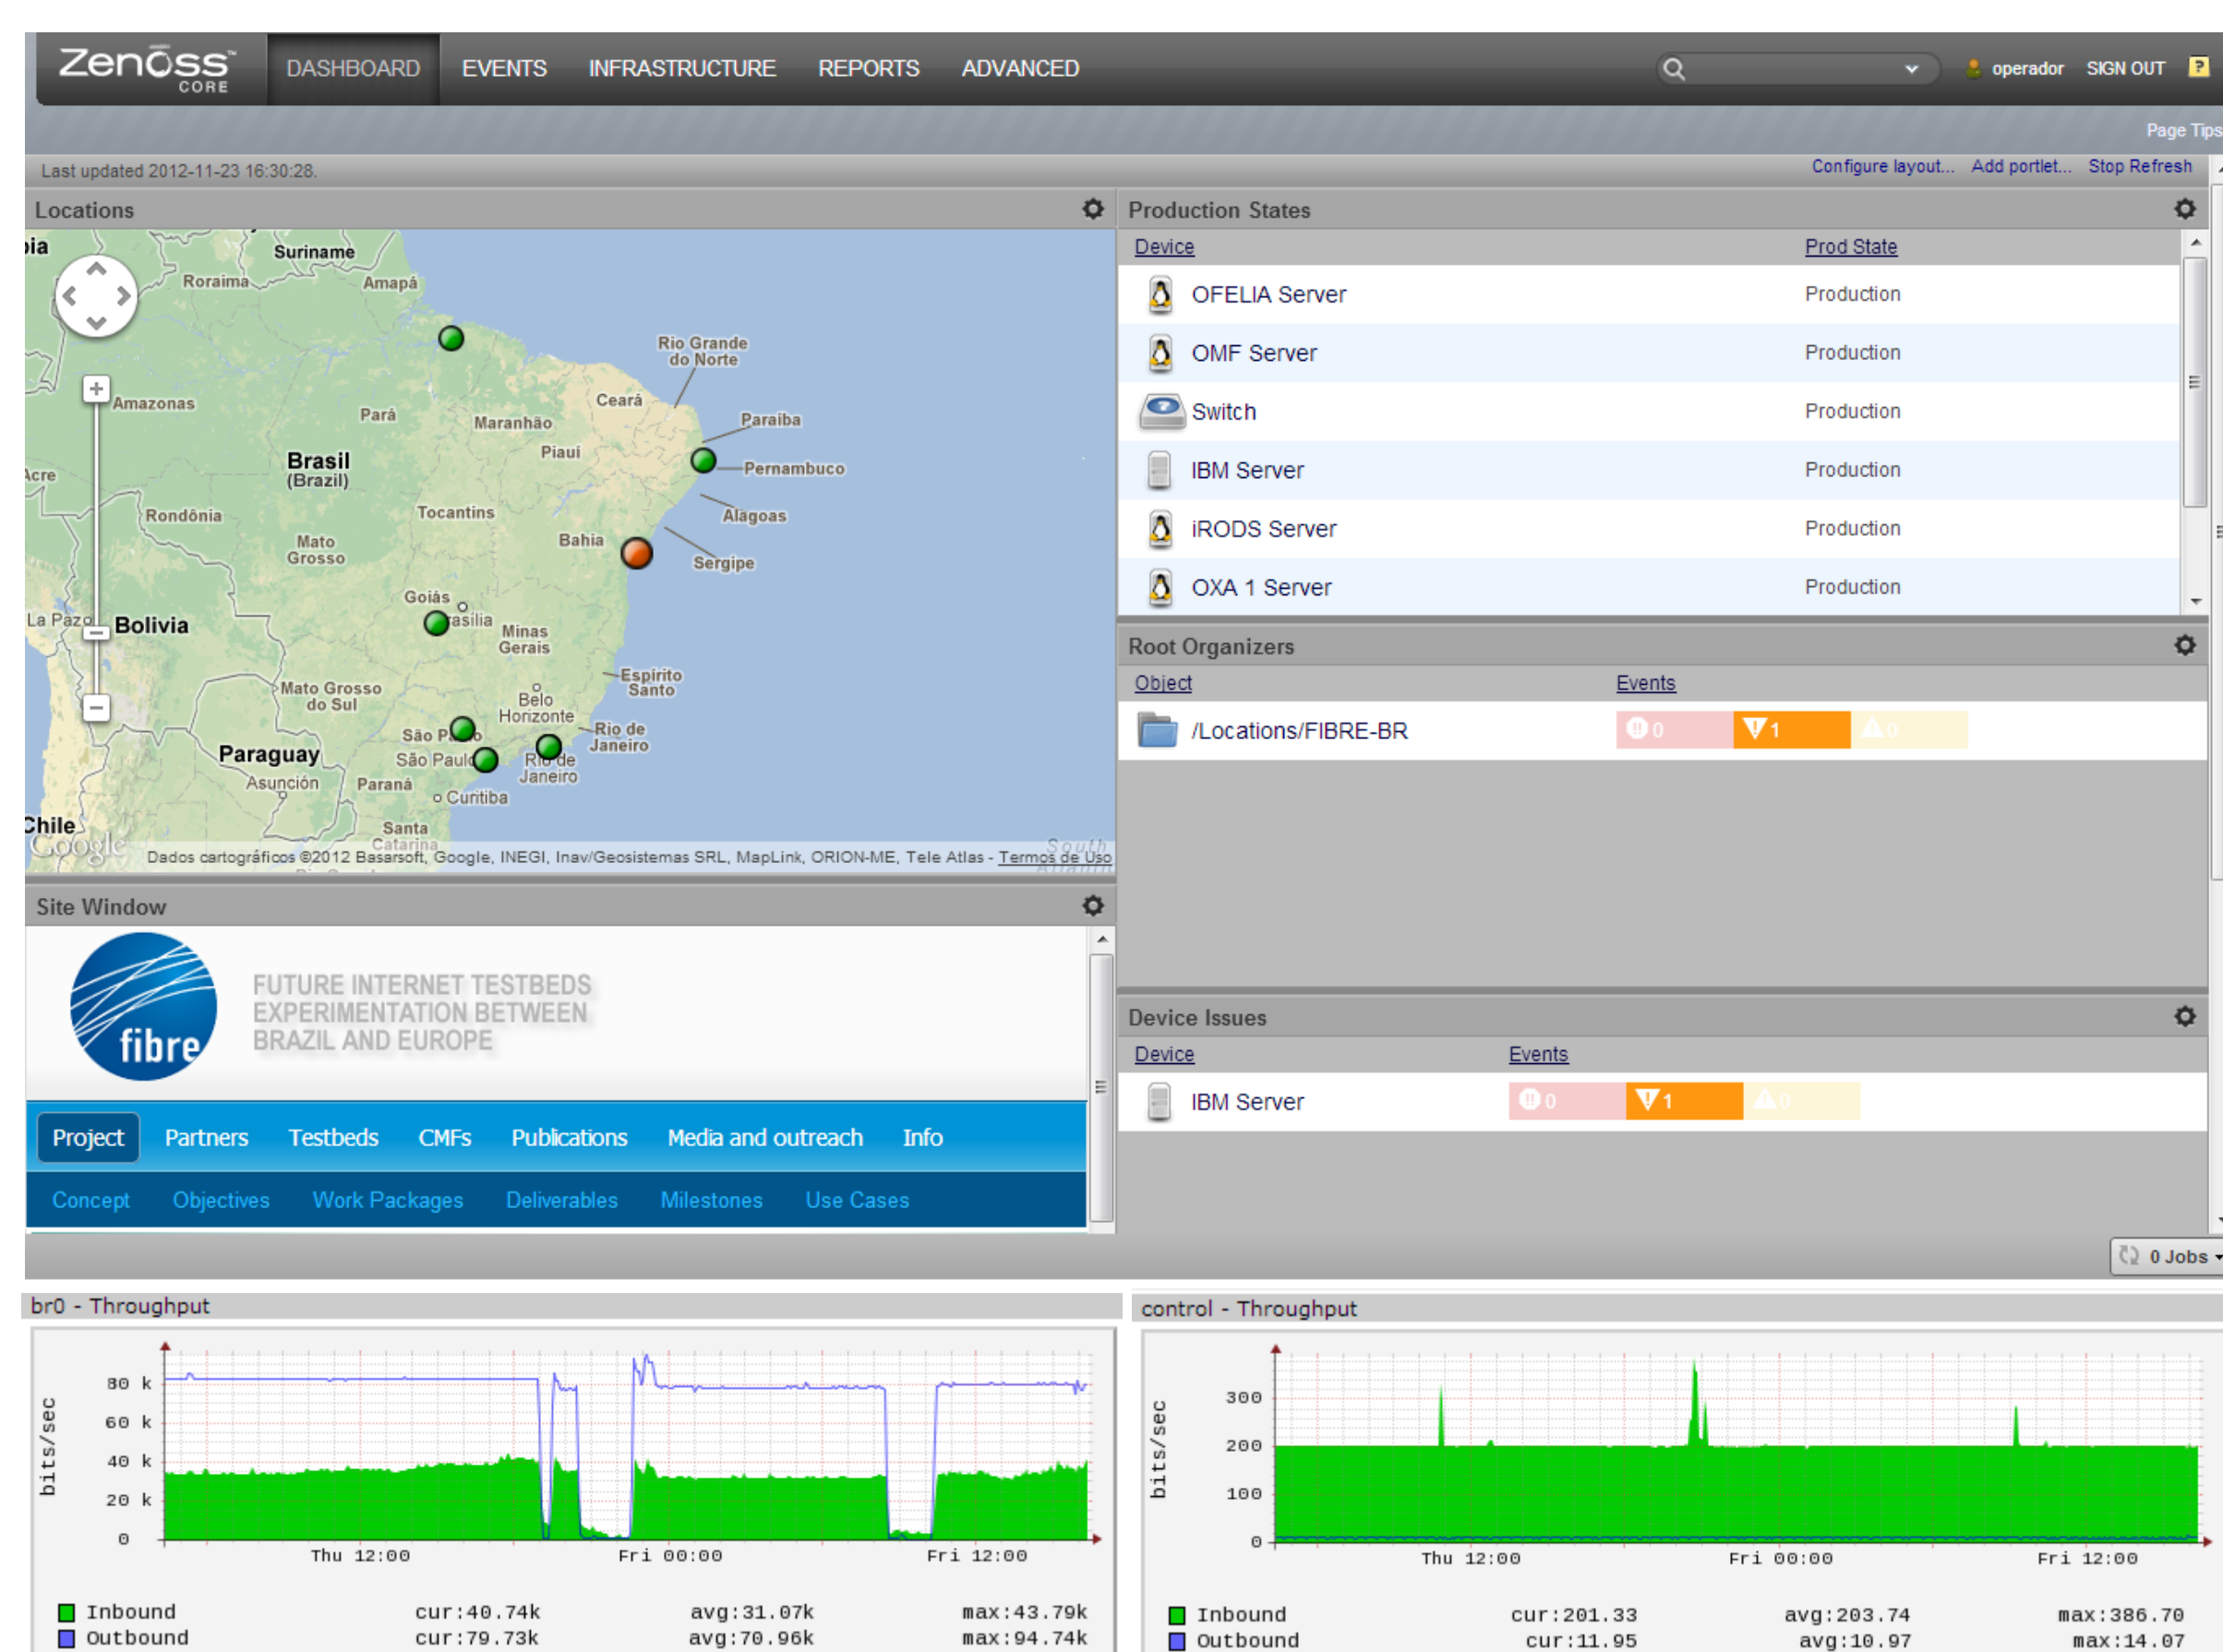 Zenōss™ CORE
DASHBOARD EVENTS INFRASTRUCTURE REPORTS ADVANCED operador SIGN OUT ?
Page Tips
Last updated 2012-11-23 16:30:28. Configure layout... Add portlet... Stop Refresh
Locations
Suriname
Roraima
Amapá
Rio Grande
do Norte
Amazonas
Pará
Ceará
Maranhão
Paraiba
Piauí
Pernambuco
Brasil
(Brazil)
Acre
Rondônia
Tocantins
Alagoas
Mato
Grosso
Bahia
Sergipe
Goiás
La Paz
Bolivia
Minas
Gerais
Espírito
Santo
Mato Grosso
do Sul
Belo
Horizonte
Rio de
Janeiro
Paraguay
São Paulo
Rio de
Janeiro
Asunción
Paraná
Curitiba
Chile
Santa
Catarina
Google
South
Dados cartográficos ©2012 Basarsoft, Google, INEGI, Inav/Geosistemas SRL, MapLink, ORION-ME, Tele Atlas - Termos de Uso
Production States
Device Prod State
OFELIA Server Production
OMF Server Production
Switch Production
IBM Server Production
iRODS Server Production
OXA 1 Server Production
Root Organizers
Object Events
/Locations/FIBRE-BR 0 1 0
Site Window
fibre
FUTURE INTERNET TESTBEDS
EXPERIMENTATION BETWEEN
BRAZIL AND EUROPE
Project Partners Testbeds CMFs Publications Media and outreach Info
Concept Objectives Work Packages Deliverables Milestones Use Cases
Device Issues
Device Events
IBM Server 0 1 0
0 Jobs
br0 - Throughput
bits/sec
80 k
60 k
40 k
20 k
0
Thu 12:00 Fri 00:00 Fri 12:00
Inbound cur:40.74k avg:31.07k max:43.79k
Outbound cur:79.73k avg:70.96k max:94.74k
control - Throughput
bits/sec
300
200
100
0
Thu 12:00 Fri 00:00 Fri 12:00
Inbound cur:201.33 avg:203.74 max:386.70
Outbound cur:11.95 avg:10.97 max:14.07